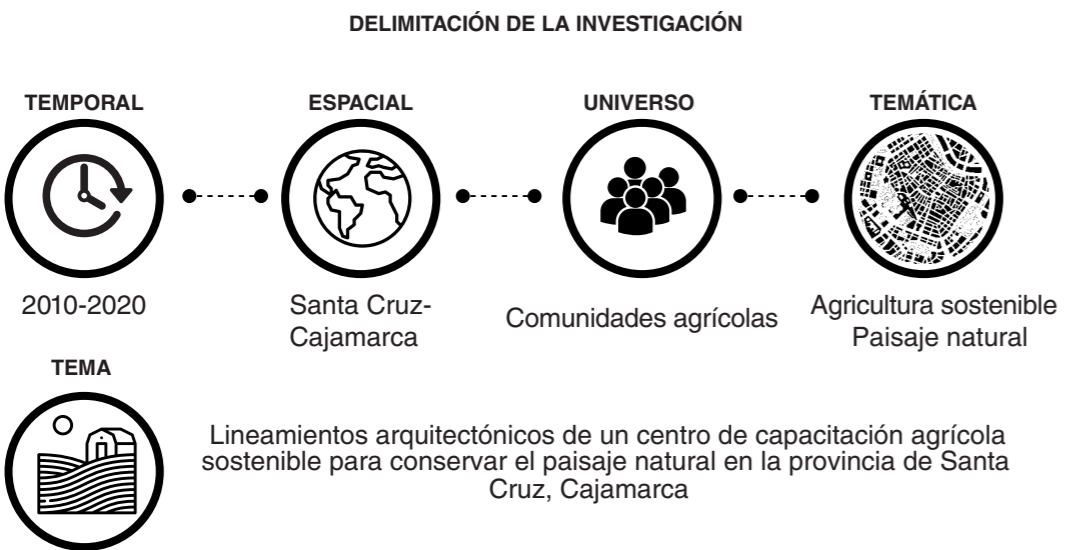 DELIMITACIÓN DE LA INVESTIGACIÓN
TEMPORAL
2010-2020
ESPACIAL
Santa Cruz-
Cajamarca
UNIVERSO
Comunidades agrícolas
TEMÁTICA
Agricultura sostenible
Paisaje natural
TEMA
Lineamientos arquitectónicos de un centro de capacitación agrícola
sostenible para conservar el paisaje natural en la provincia de Santa
Cruz, Cajamarca